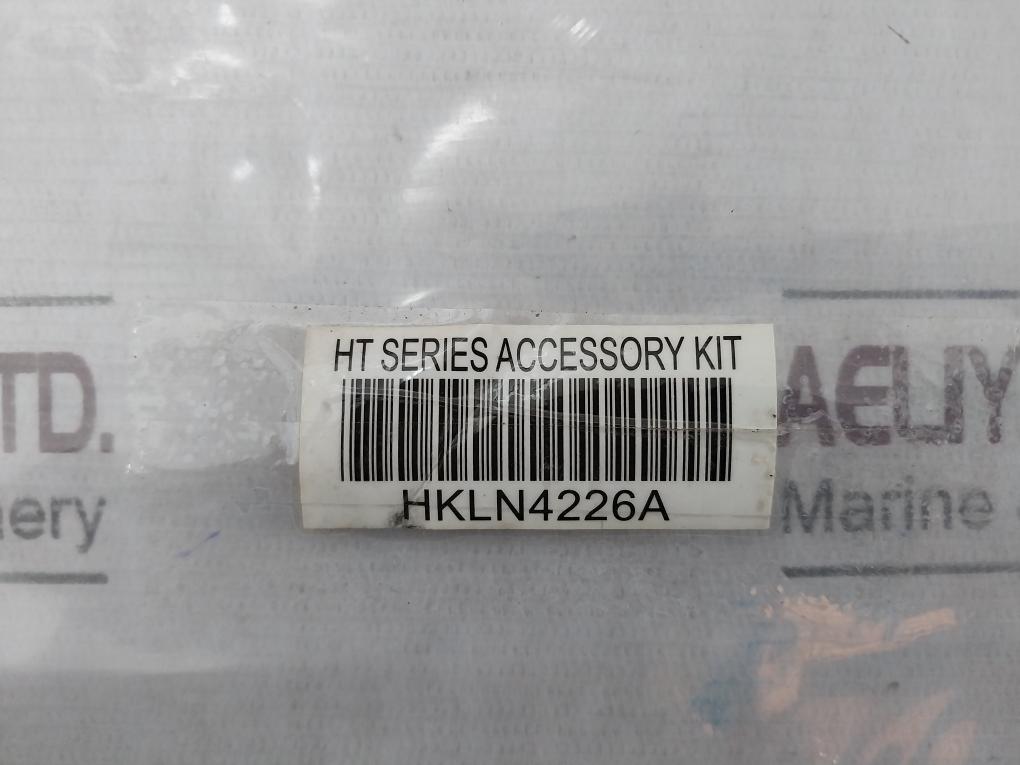 HT SERIES ACCESSORY KIT
HKLN4226A
TD.
AELIY
ery
Marine